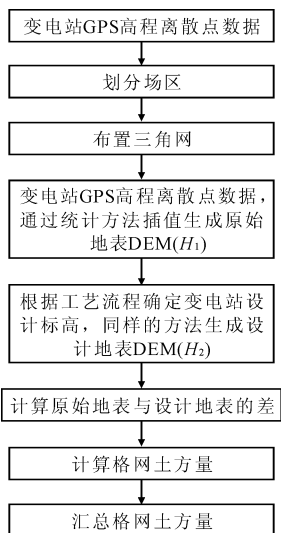 变电站GPS高程离散点数据
划分场区
布置三角网
变电站GPS高程离散点数据，
通过统计方法插值生成原始
地表DEM(H₁)
根据工艺流程确定变电站设
计标高，同样的方法生成设
计地表DEM(H₂)
计算原始地表与设计地表的差
计算格网土方量
汇总格网土方量